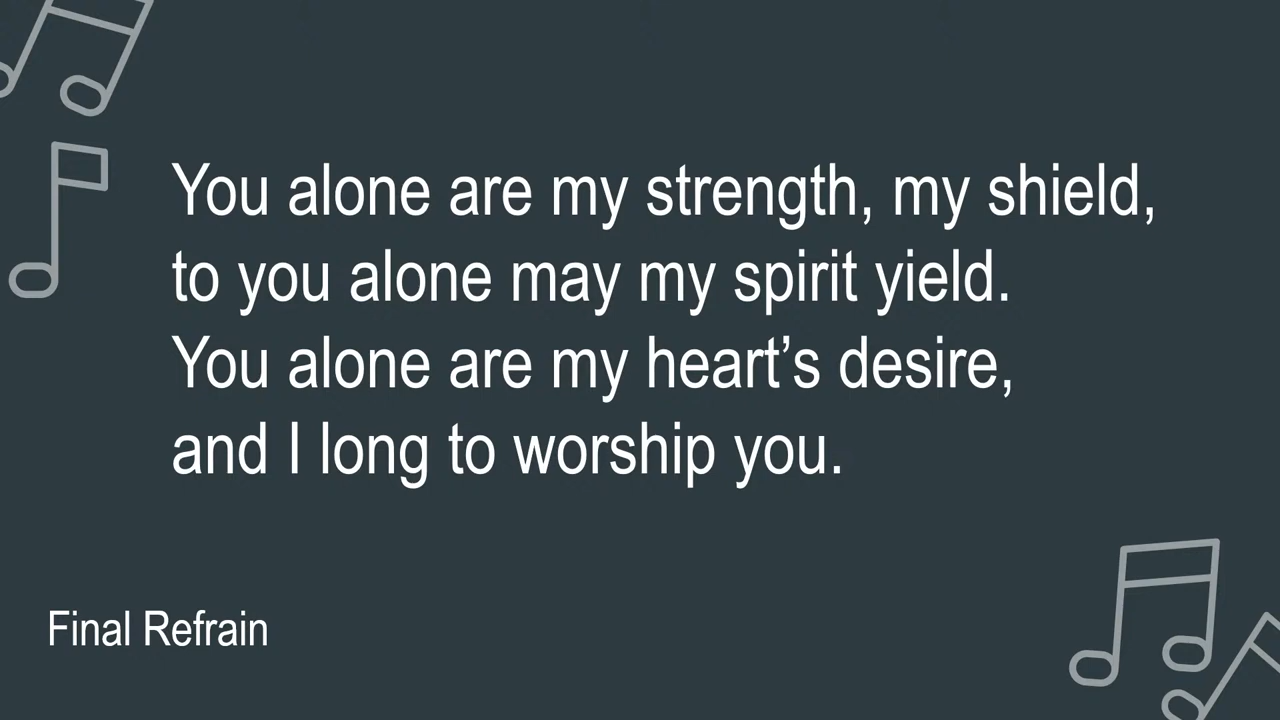 You alone are my strength, my shield,
to you alone may my spirit yield.
You alone are my heart’s desire,
and I long to worship you.
Final Refrain